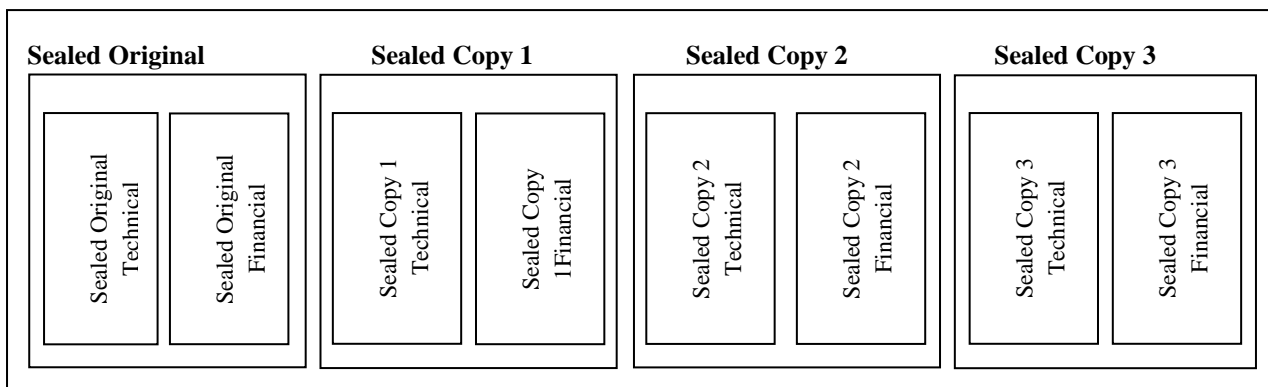 Sealed Original
Sealed Copy 1
Sealed Copy 2
Sealed Copy 3
Sealed Original
Technical
Sealed Original
Financial
Sealed Copy 1
Technical
Sealed Copy
1Financial
Sealed Copy 2
Technical
Sealed Copy 2
Financial
Sealed Copy 3
Technical
Sealed Copy 3
Financial